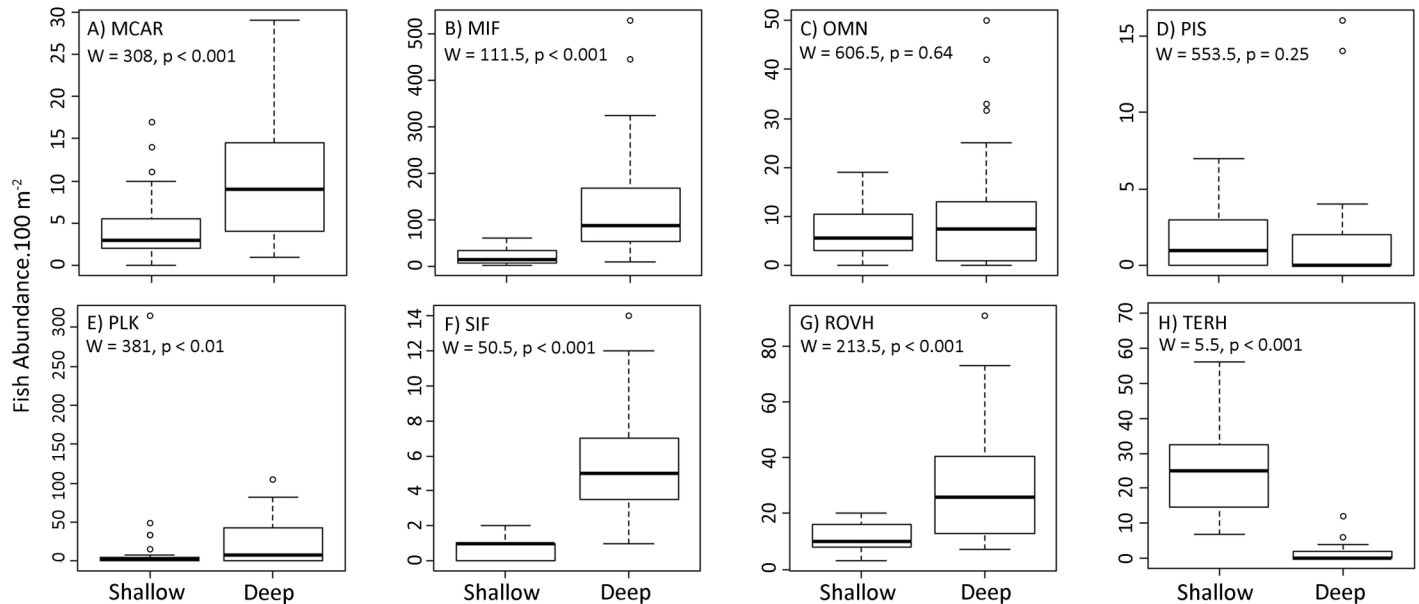 Fish Abundance.100 m-2
A) MCAR
W = 308, p < 0.001
30
25
20
15
10
5
0
B) MIF
W = 111.5, p < 0.001
500
400
300
200
100
0
C) OMN
W = 606.5, p = 0.64
50
40
30
20
10
0
D) PIS
W = 553.5, p = 0.25
15
10
5
0
E) PLK
W = 381, p < 0.01
300
250
200
150
100
50
0
Shallow Deep
F) SIF
W = 50.5, p < 0.001
14
12
10
8
6
4
2
0
Shallow Deep
G) ROVH
W = 213.5, p < 0.001
80
60
40
20
0
Shallow Deep
H) TERH
W = 5.5, p < 0.001
70
60
50
40
30
20
10
0
Shallow Deep